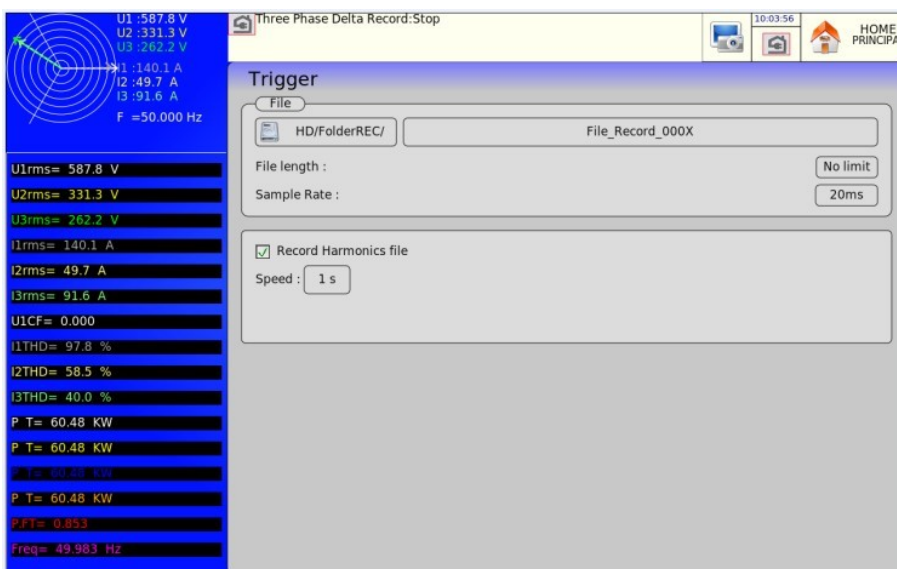 U1 :587.8 V
U2 :331.3 V
U3 :262.2 V
I1 :140.1 A
I2 :49.7 A
I3 :91.6 A
F =50.000 Hz
Three Phase Delta Record:Stop
10:03:56
HOME
PRINCIPA
U1rms= 587.8 V
U2rms= 331.3 V
U3rms= 262.2 V
I1rms= 140.1 A
I2rms= 49.7 A
I3rms= 91.6 A
U1CF= 0.000
I1THD= 97.8 %
I2THD= 58.5 %
I3THD= 40.0 %
P T= 60.48 KW
P T= 60.48 KW
P T= 60.48 KW
P T= 60.48 KW
P.FT= 0.853
Freq= 49.983 Hz
Trigger
File
HD/FolderREC/ File_Record_000X
File length : No limit
Sample Rate : 20ms
Record Harmonics file
Speed : 1 s